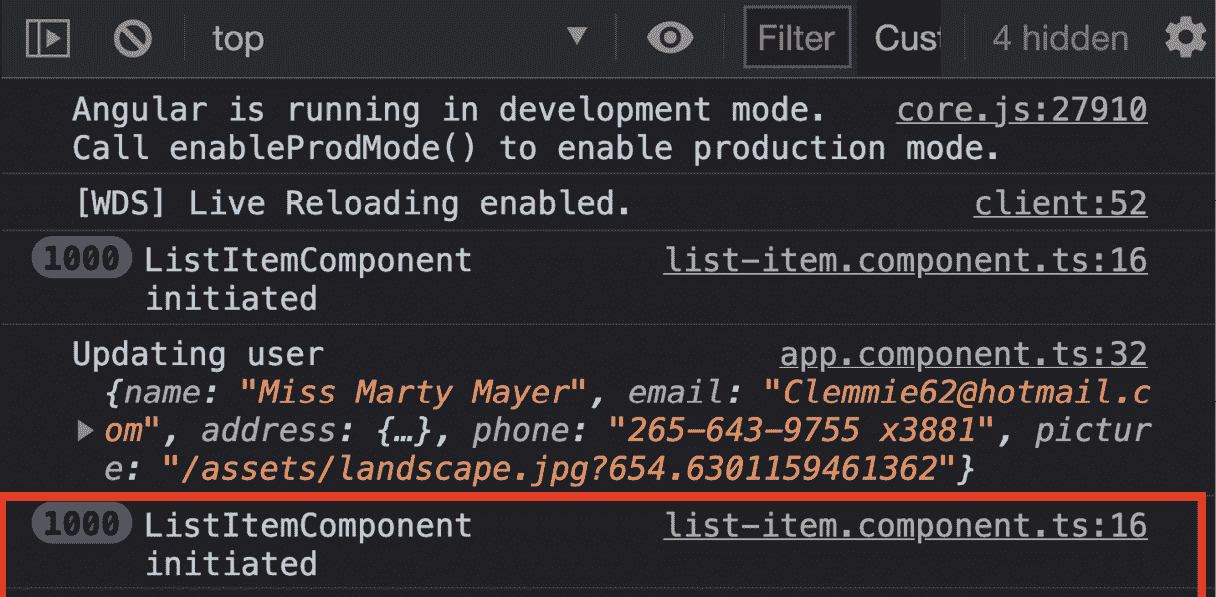 top Filter Cust 4 hidden
Angular is running in development mode. core.js:27910
Call enableProdMode() to enable production mode.
[WDS] Live Reloading enabled. client:52
1000 ListItemComponent list-item.component.ts:16
initiated
Updating user app.component.ts:32
{name: "Miss Marty Mayer", email: "Clemmie62@hotmail.c
om", address: {…}, phone: "265-643-9755 x3881", pictur
e: "/assets/landscape.jpg?654.6301159461362"}
1000 ListItemComponent list-item.component.ts:16
initiated